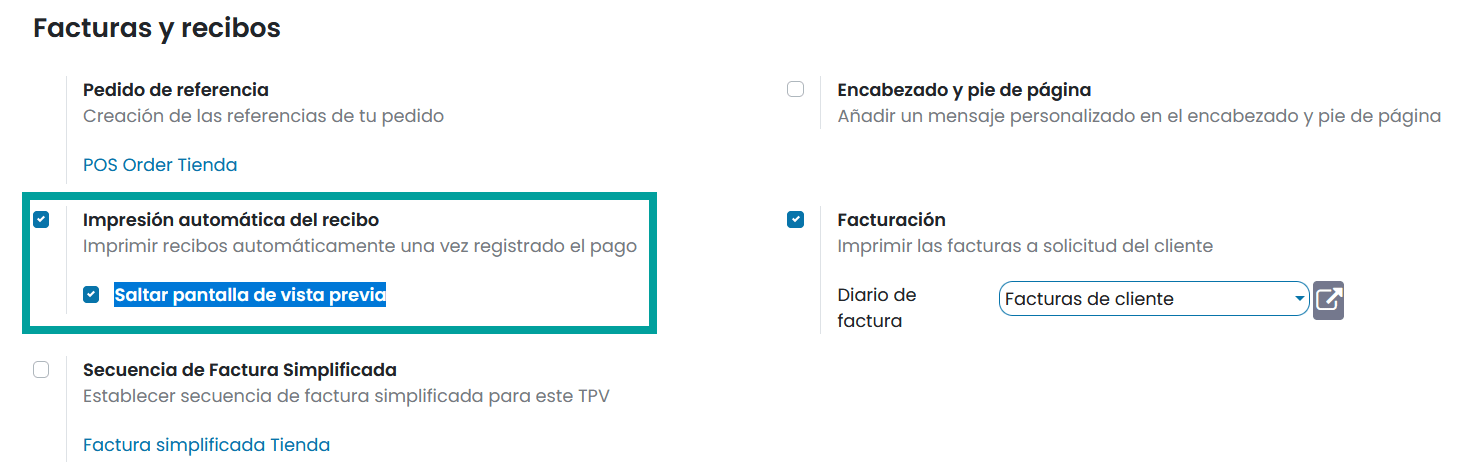 Facturas y recibos
Pedido de referencia
Creación de las referencias de tu pedido
POS Order Tienda
Encabezado y pie de página
Añadir un mensaje personalizado en el encabezado y pie de página
Impresión automática del recibo
Imprimir recibos automáticamente una vez registrado el pago
Saltar pantalla de vista previa
Facturación
Imprimir las facturas a solicitud del cliente
Diario de
factura
Facturas de cliente
Secuencia de Factura Simplificada
Establecer secuencia de factura simplificada para este TPV
Factura simplificada Tienda